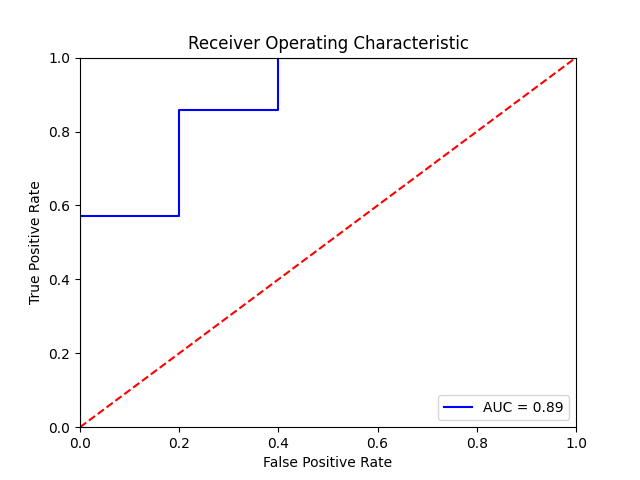 Receiver Operating Characteristic
1.0
0.8
0.6
0.4
0.2
0.0
True Positive Rate
AUC = 0.89
0.0 0.2 0.4 0.6 0.8 1.0
False Positive Rate